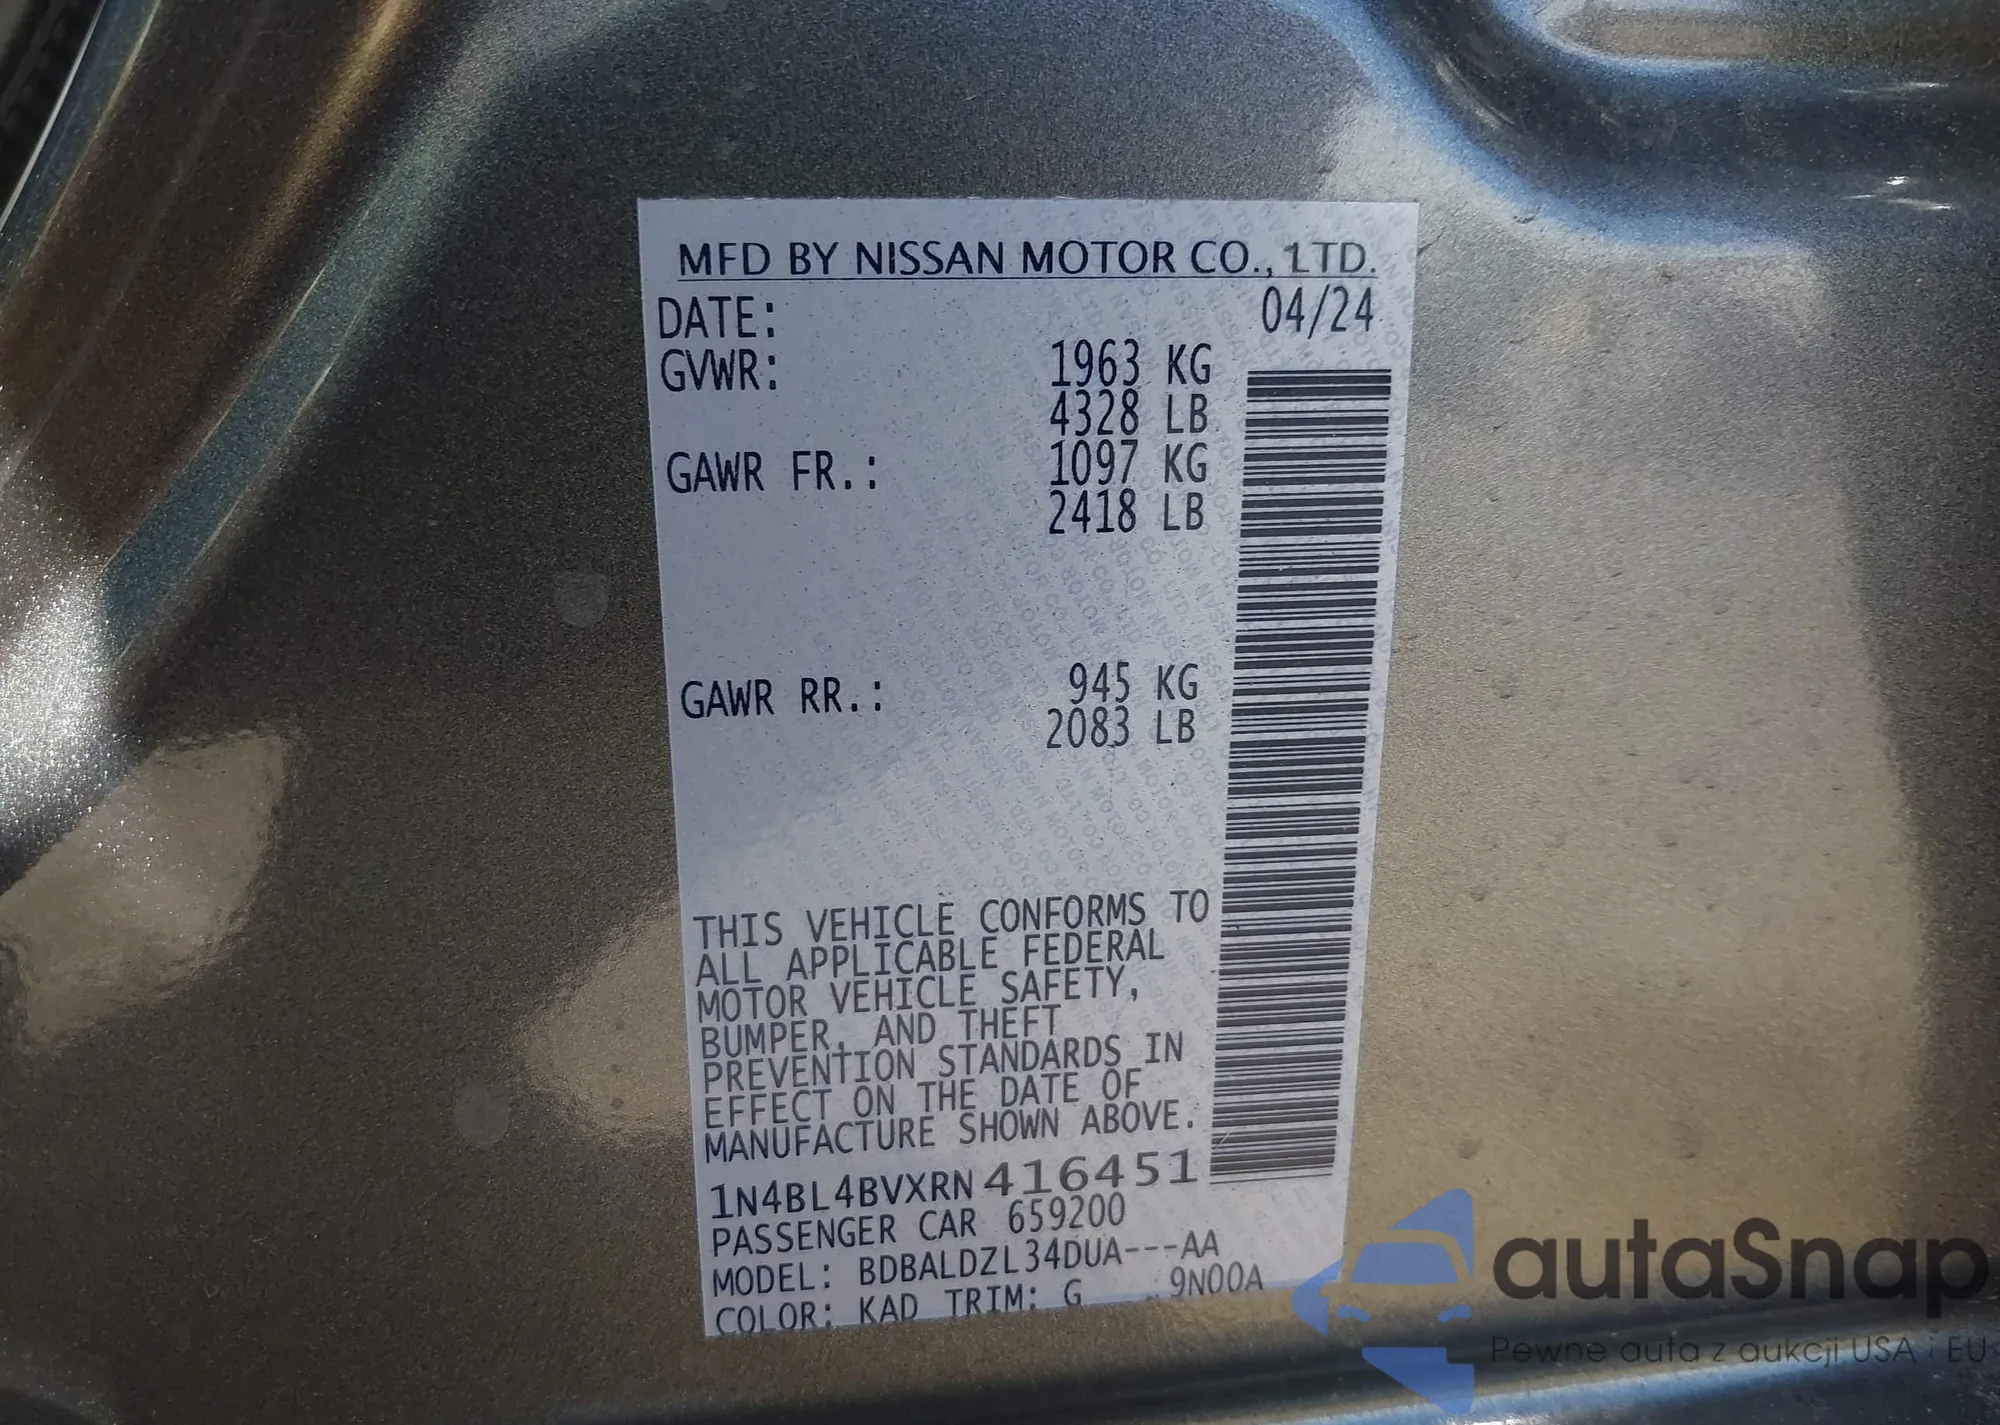 MFD BY NISSAN MOTOR CO., LTD.
DATE: 04/24
GVWR: 1963 KG
4328 LB
GAWR FR.: 1097 KG
2418 LB
GAWR RR.: 945 KG
2083 LB
THIS VEHICLE CONFORMS TO
ALL APPLICABLE FEDERAL
MOTOR VEHICLE SAFETY,
BUMPER, AND THEFT
PREVENTION STANDARDS IN
EFFECT ON THE DATE OF
MANUFACTURE SHOWN ABOVE.
1N4BL4BVXRN416451
PASSENGER CAR 659200
MODEL: BDBALDZL34DUA---AA
COLOR: KAD TRIM: G 9N00A
autaSnap
Pewne auta z aukcji USA i EU